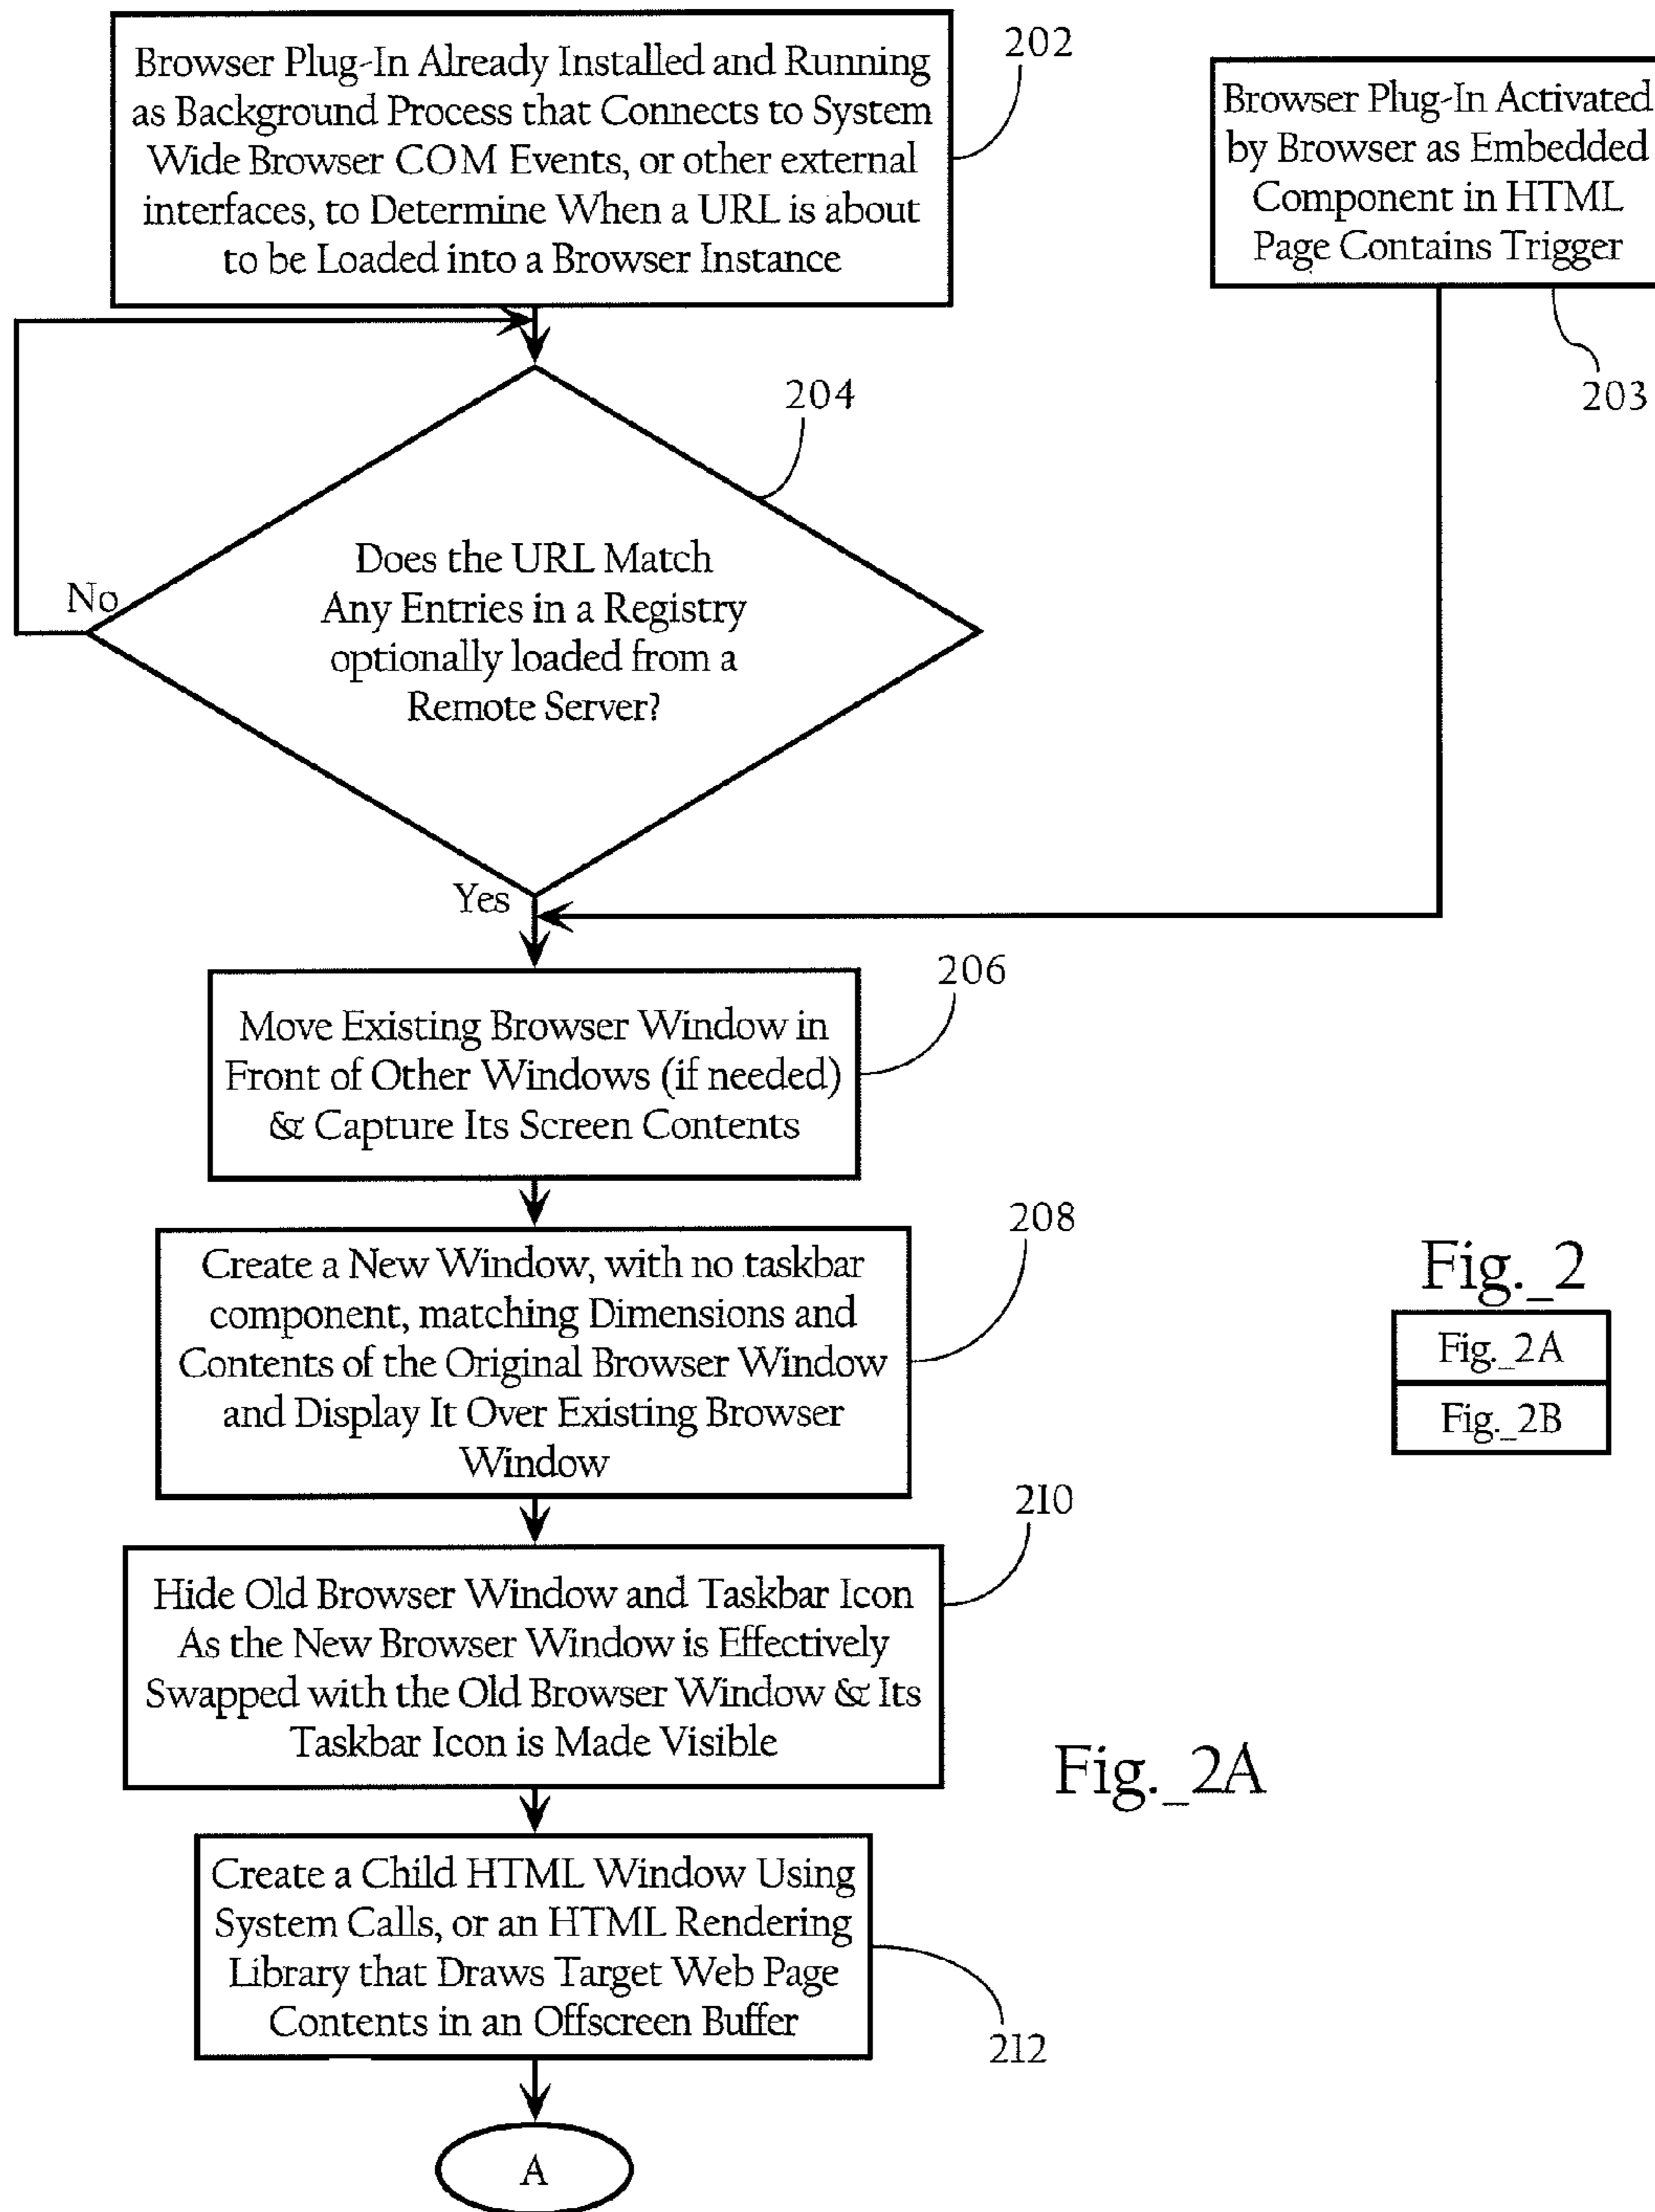 Browser Plug-In Already Installed and Running
as Background Process that Connects to System
Wide Browser COM Events, or other external
interfaces, to Determine When a URL is about
to be Loaded into a Browser Instance
202
Browser Plug-In Activated
by Browser as Embedded
Component in HTML
Page Contains Trigger
203
204
Does the URL Match
Any Entries in a Registry
optionally loaded from a
Remote Server?
No
Yes
206
Move Existing Browser Window in
Front of Other Windows (if needed)
& Capture Its Screen Contents
208
Create a New Window, with no taskbar
component, matching Dimensions and
Contents of the Original Browser Window
and Display It Over Existing Browser
Window
Fig._2
Fig._2A
Fig._2B
210
Hide Old Browser Window and Taskbar Icon
As the New Browser Window is Effectively
Swapped with the Old Browser Window & Its
Taskbar Icon is Made Visible
Fig._2A
Create a Child HTML Window Using
System Calls, or an HTML Rendering
Library that Draws Target Web Page
Contents in an Offscreen Buffer
212
A